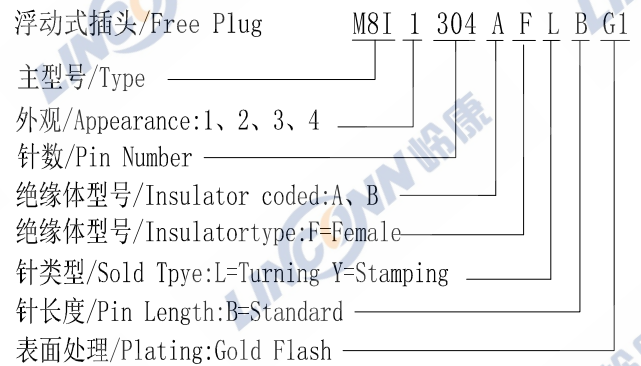 浮动式插头/Free Plug M8I 1 304 A F L B G1
主型号/Type
外观/Appearance:1、2、3、4
针数/Pin Number
绝缘体型号/Insulator coded:A、B
绝缘体型号/Insulatortype:F=Female
针类型/Sold Tpye:L=Turning Y=Stamping
针长度/Pin Length:B=Standard
表面处理/Plating:Gold Flash
LINCONN 岭康